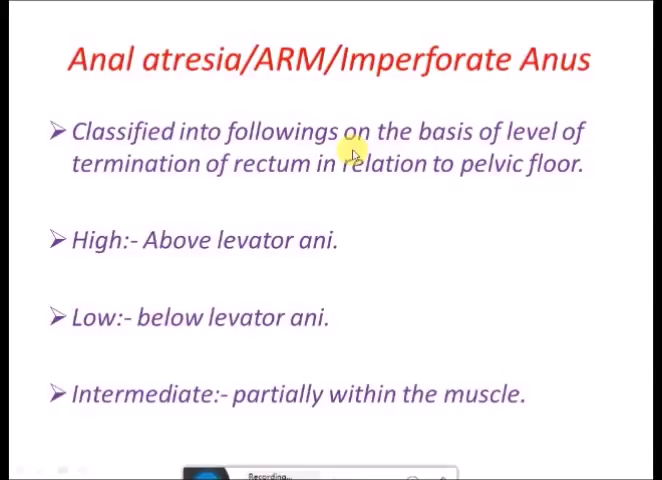 Anal atresia/ARM/Imperforate Anus
Classified into followings on the basis of level of
termination of rectum in relation to pelvic floor.
High:- Above levator ani.
Low:- below levator ani.
Intermediate:- partially within the muscle.
Recording...